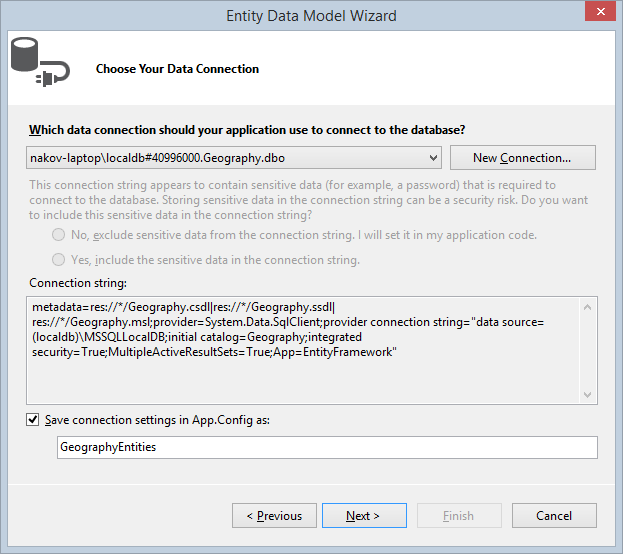 Entity Data Model Wizard
Choose Your Data Connection
Which data connection should your application use to connect to the database?
nakov-laptop\localdb#40996000.Geography.dbo
New Connection...
This connection string appears to contain sensitive data (for example, a password) that is required to
connect to the database. Storing sensitive data in the connection string can be a security risk. Do you want
to include this sensitive data in the connection string?
No, exclude sensitive data from the connection string. I will set it in my application code.
Yes, include the sensitive data in the connection string.
Connection string:
metadata=res://*/Geography.csdl|res://*/Geography.ssdl|
res://*/Geography.msl;provider=System.Data.SqlClient;provider connection string="data source=
(localdb)\MSSQLLocalDB;initial catalog=Geography;integrated
security=True;MultipleActiveResultSets=True;App=EntityFramework"
Save connection settings in App.Config as:
GeographyEntities
< Previous
Next >
Finish
Cancel